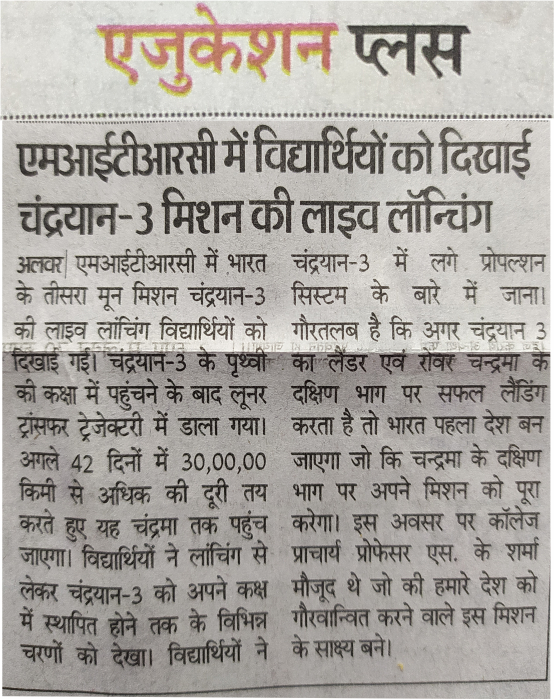 एजुकेशन प्लस
एमआईटीआरसी में विद्यार्थियों को दिखाई
चंद्रयान-3 मिशन की लाइव लॉन्चिंग
अलवर| एमआईटीआरसी में भारत
के तीसरा मून मिशन चंद्रयान-3
की लाइव लांचिंग विद्यार्थियों को
दिखाई गई। चंद्रयान-3 के पृथ्वी
की कक्षा में पहुंचने के बाद लूनर
ट्रांसफर ट्रेजेक्टरी में डाला गया।
अगले 42 दिनों में 30,00,00
किमी से अधिक की दूरी तय
करते हुए यह चंद्रमा तक पहुंच
जाएगा। विद्यार्थियों ने लांचिंग से
लेकर चंद्रयान-3 को अपने कक्ष
में स्थापित होने तक के विभिन्न
चरणों को देखा। विद्यार्थियों ने
चंद्रयान-3 में लगे प्रोपल्शन
सिस्टम के बारे में जाना।
गौरतलब है कि अगर चंद्रयान 3
का लैंडर एवं रोवर चन्द्रमा के
दक्षिण भाग पर सफल लैंडिंग
करता है तो भारत पहला देश बन
जाएगा जो कि चन्द्रमा के दक्षिण
भाग पर अपने मिशन को पूरा
करेगा। इस अवसर पर कॉलेज
प्राचार्य प्रोफेसर एस. के शर्मा
मौजूद थे जो की हमारे देश को
गौरवान्वित करने वाले इस मिशन
के साक्ष्य बने।